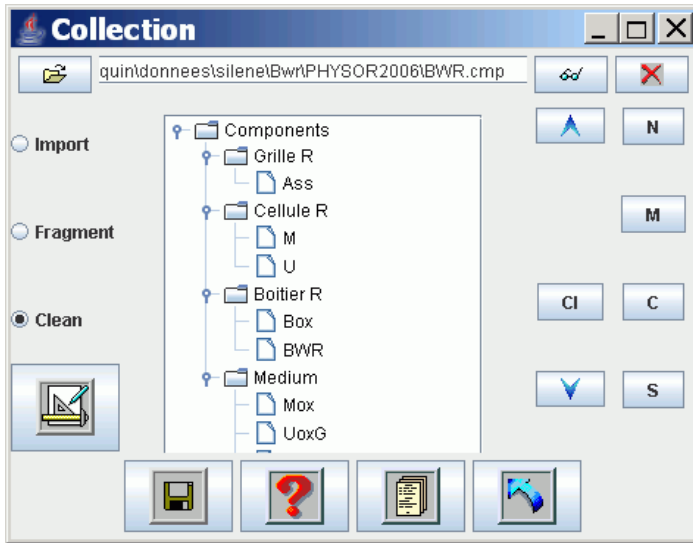 Collection
quin\donnees\silene\Bwr\PHYSOR2006\BWR.cmp
Import
Fragment
Clean
Components
Grille R
Ass
Cellule R
M
U
Boitier R
Box
BWR
Medium
Mox
UoxG
N
M
Cl C
S